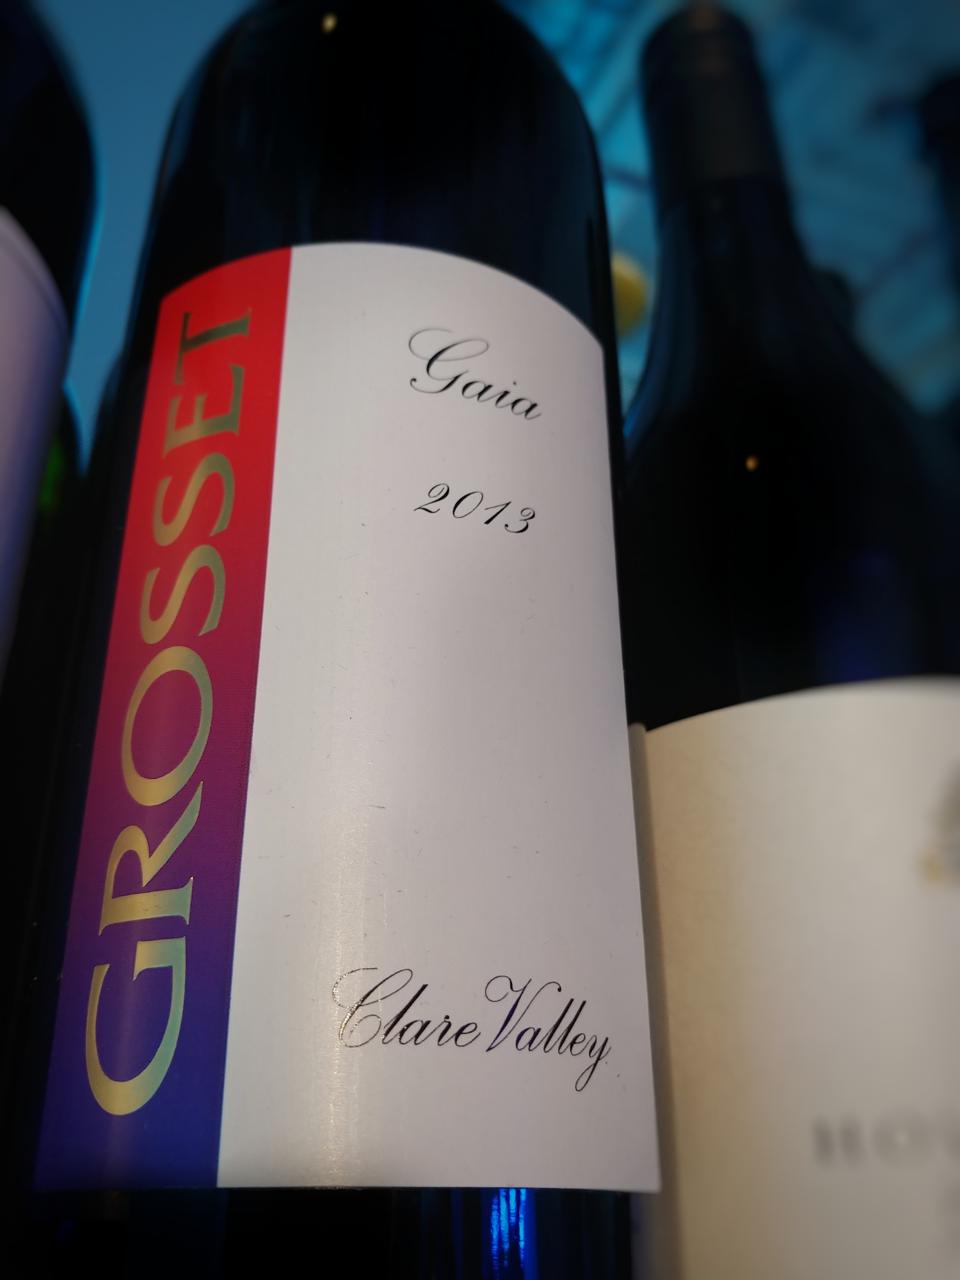 GROSSET
Gaia
2013
Clare Valley